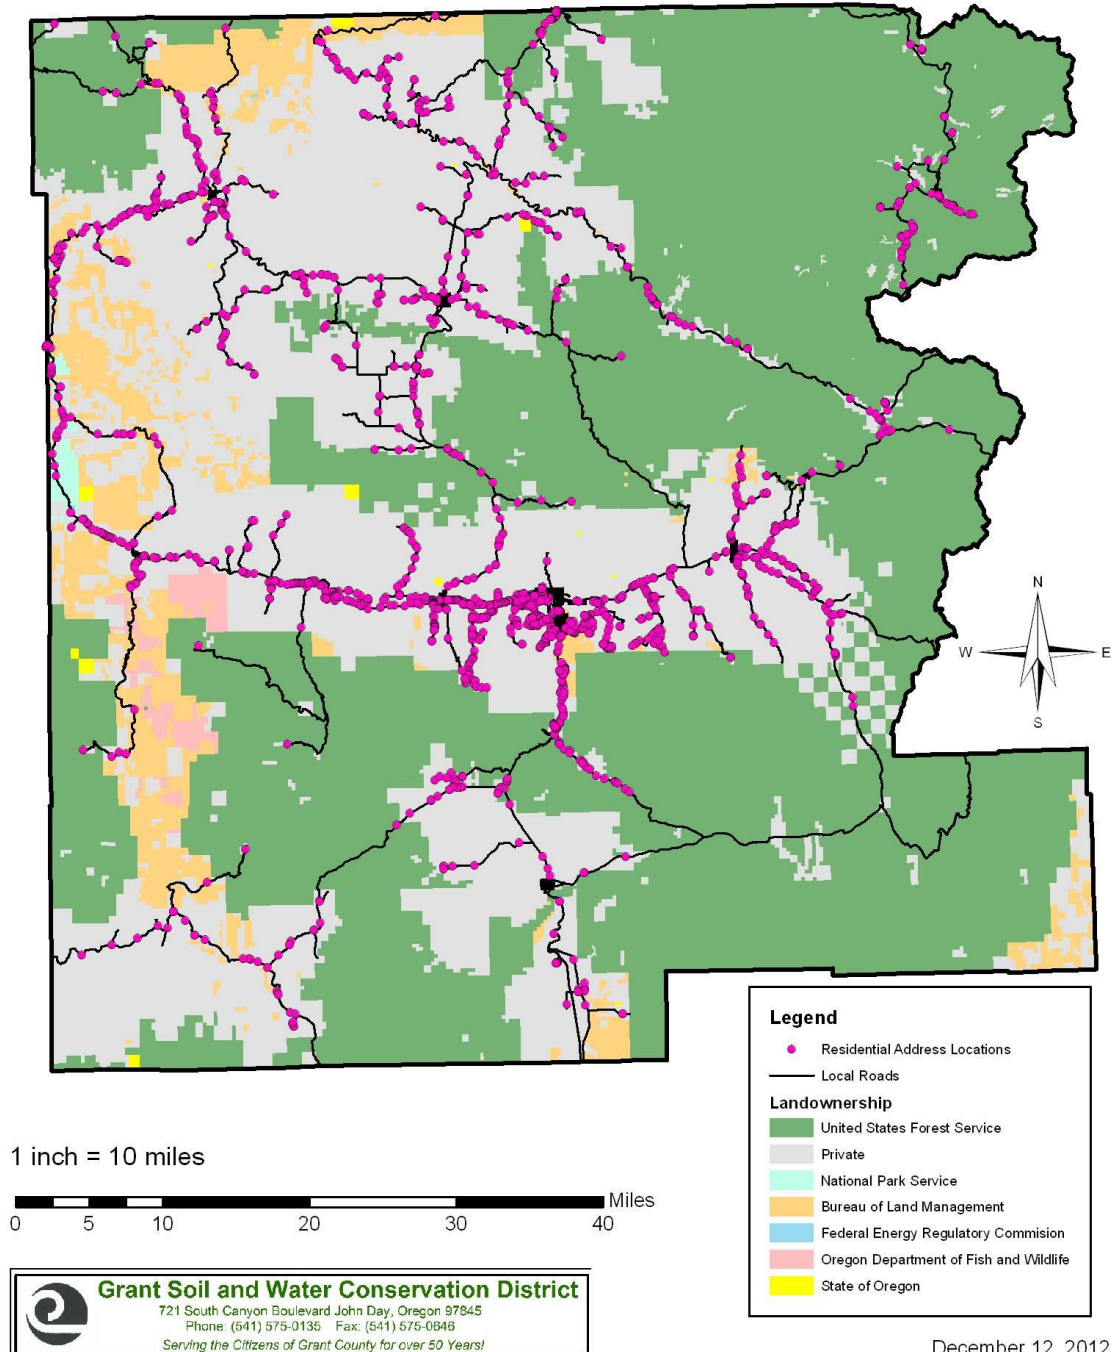 N
W
E
S
Legend
Residential Address Locations
Local Roads
Landownership
United States Forest Service
Private
National Park Service
Bureau of Land Management
Federal Energy Regulatory Commision
Oregon Department of Fish and Wildlife
State of Oregon
1 inch = 10 miles
Miles
0 5 10 20 30 40
Grant Soil and Water Conservation District
721 South Canyon Boulevard John Day, Oregon 97845
Phone: (541) 575-0135 Fax: (541) 575-0646
Serving the Citizens of Grant County for over 50 Years!
December 12, 2012